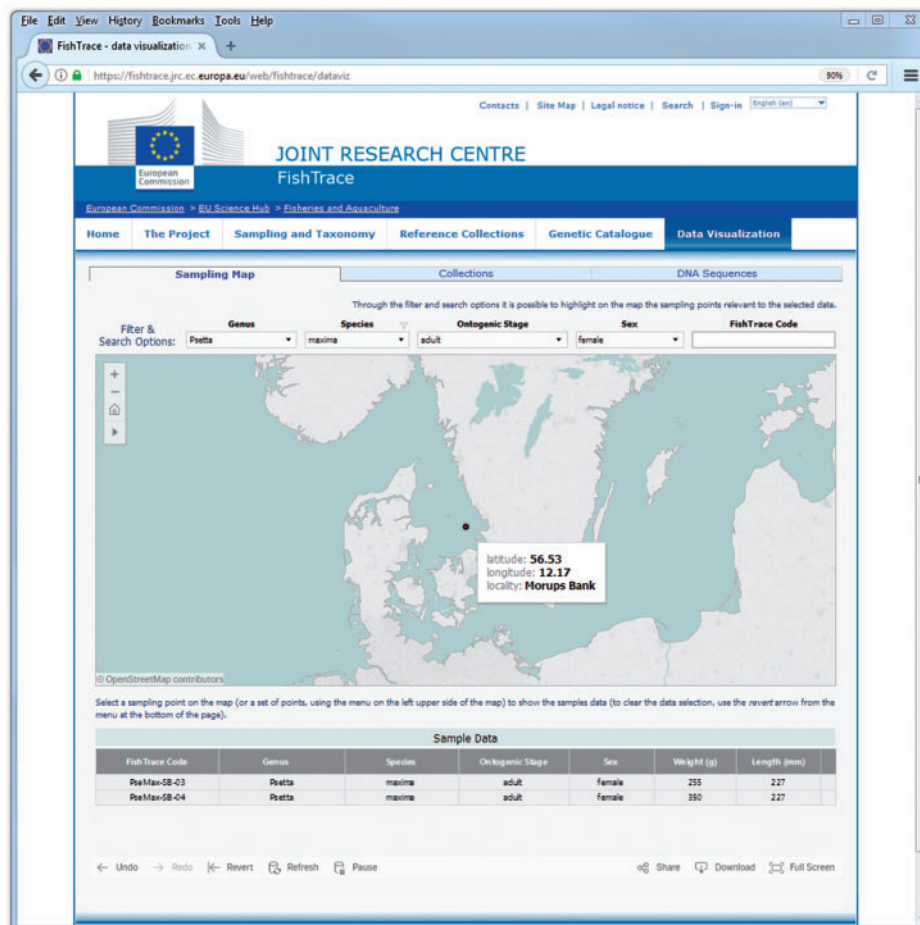 File Edit View History Bookmarks Tools Help
FishTrace - data visualization × +
https://fishtrace.jrc.ec.europa.eu/web/fishtrace/dataviz 90%
Contacts | Site Map | Legal notice | Search | Sign-in English (en)
European
Commission
JOINT RESEARCH CENTRE
FishTrace
European Commission > EU Science Hub > Fisheries and Aquaculture
Home The Project Sampling and Taxonomy Reference Collections Genetic Catalogue Data Visualization
Sampling Map Collections DNA Sequences
Through the filter and search options it is possible to highlight on the map the sampling points relevant to the selected data.
Filter &
Search Options:
Genus Species Ontogenic Stage Sex FishTrace Code
Psetta maxima adult female
latitude: 56.53
longitude: 12.17
locality: Morups Bank
© OpenStreetMap contributors
Select a sampling point on the map (or a set of points, using the menu on the left upper side of the map) to show the samples data (to clear the data selection, use the revert arrow from the
menu at the bottom of the page).
Sample Data
FishTrace Code Genus Species Ontogenic Stage Sex Weight (g) Length (mm)
PseMax-SB-03 Psetta maxima adult female 255 227
PseMax-SB-04 Psetta maxima adult female 350 227
← Undo → Redo Revert Refresh Pause Share Download Full Screen